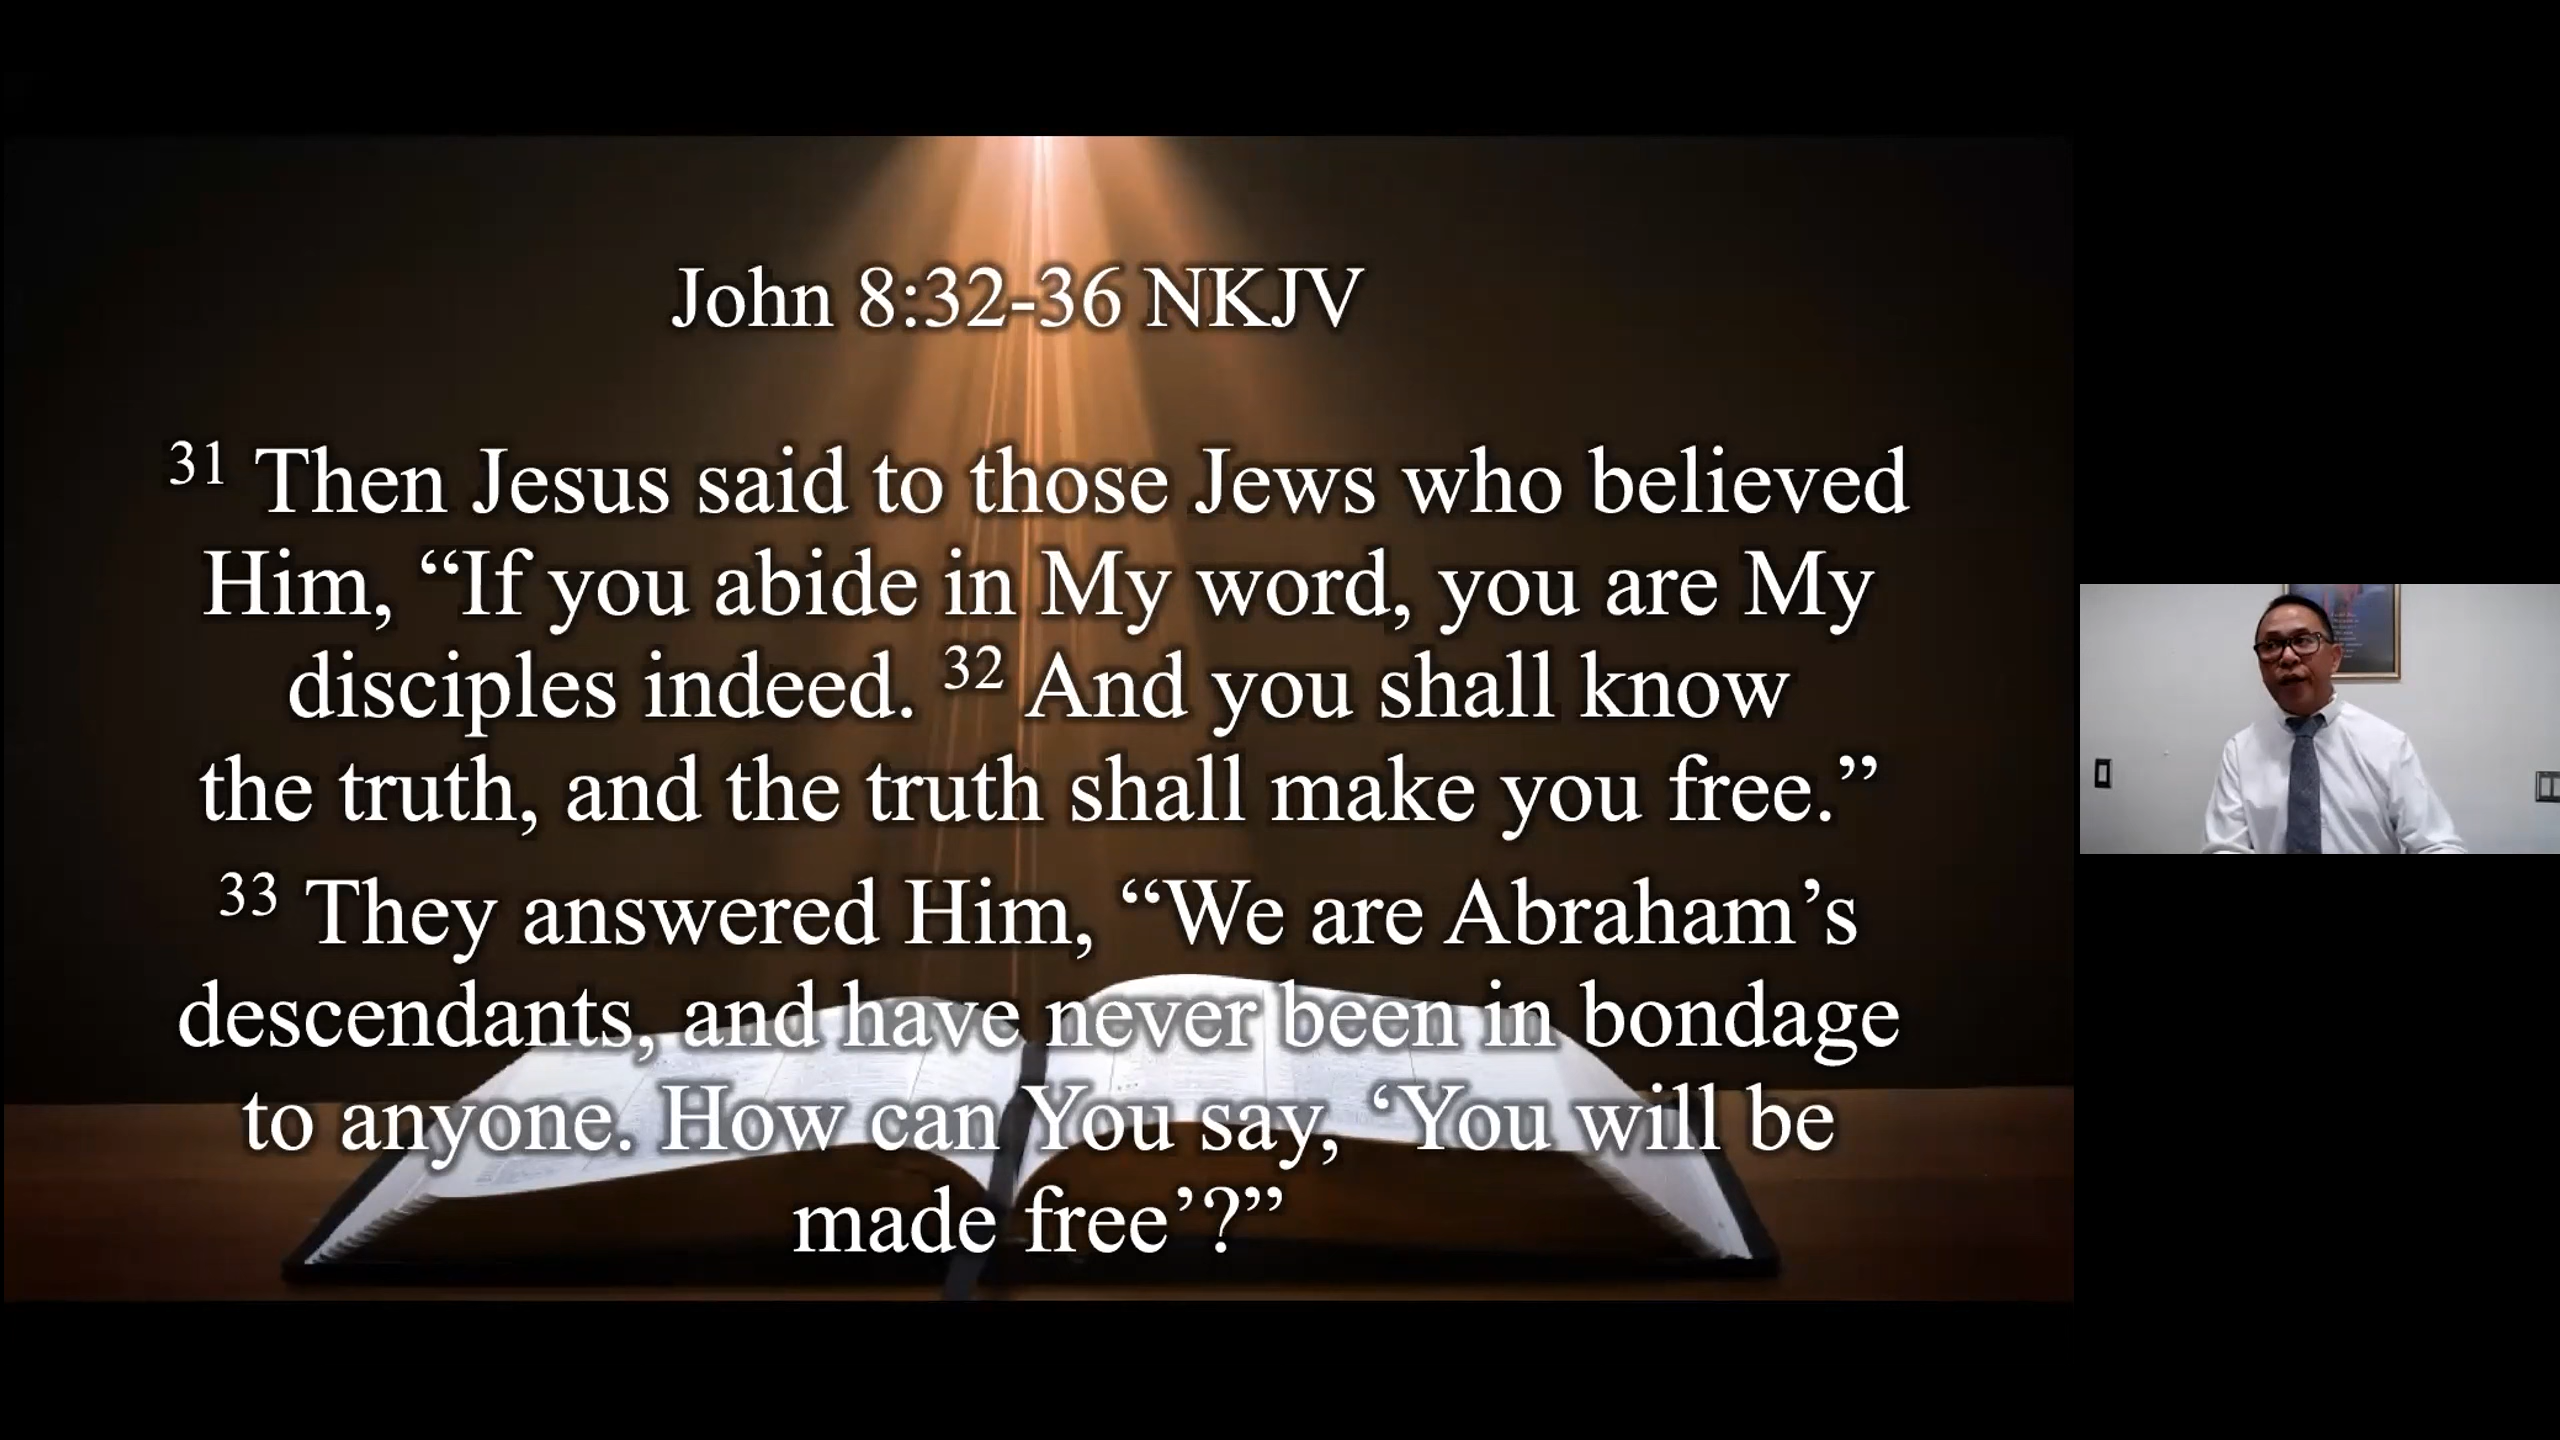 John 8:32-36 NKJV
31 Then Jesus said to those Jews who believed
Him, “If you abide in My word, you are My
disciples indeed. 32 And you shall know
the truth, and the truth shall make you free.”
33 They answered Him, “We are Abraham’s
descendants, and have never been in bondage
to anyone. How can You say, ‘You will be
made free’?”